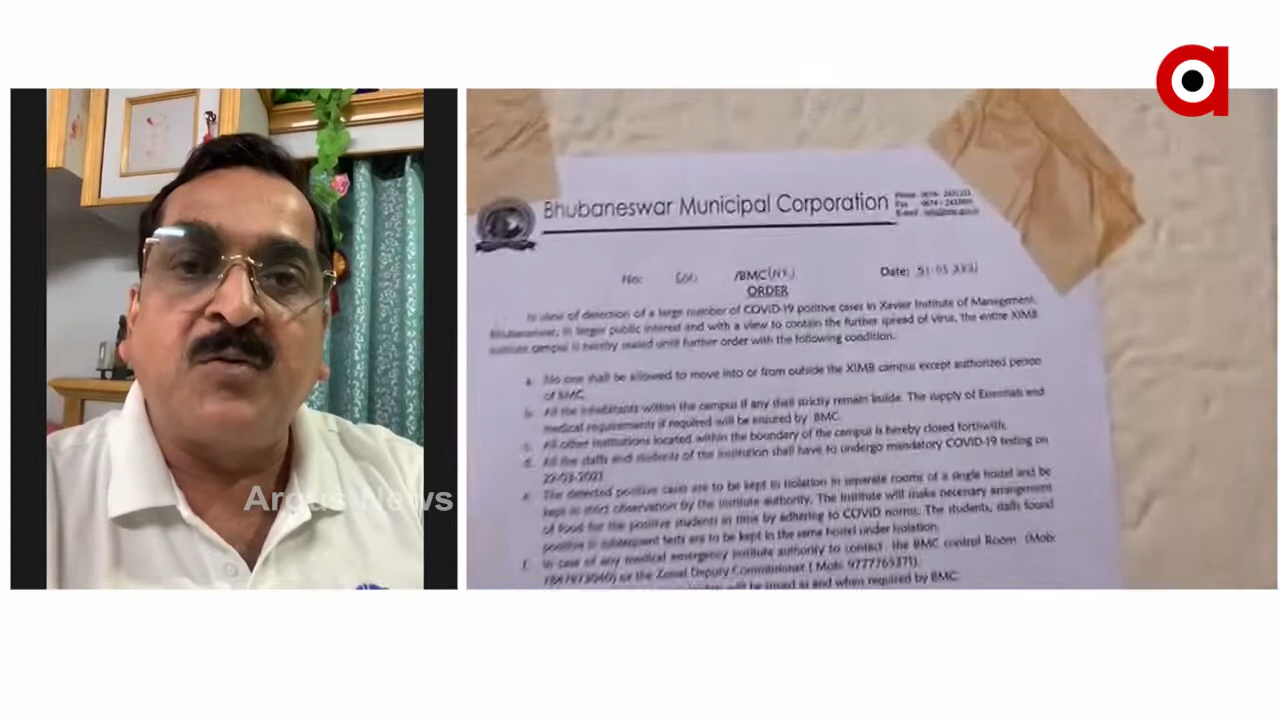 Argus News
Bhubaneswar Municipal Corporation
Phone 0674- 2431253
Fax
E-mail
No: /BMC Date:
ORDER
In view of detection of a large number of COVID-19 positive cases in Xavier Institute of Management,
Bhubaneswar, in larger public interest and with a view to contain the further spread of virus, the entire XIMB
institute campus is hereby sealed until further order with the following condition.
a. No one shall be allowed to move into or from outside the XIMB campus except authorized person
of BMC.
b. All the inhabitants within the campus if any shall strictly remain inside. The supply of Essentials and
medical requirements if required will be ensured by BMC.
c. All other institutions located within the boundary of the campus is hereby closed forthwith.
d. All the staffs and students of the institution shall have to undergo mandatory COVID-19 testing on
22-03-2021
e. The detected positive cases are to be kept in isolation in separate rooms of a single hostel and be
kept in strict observation by the institute authority. The institute will make necessary arrangement
of food for the positive students in time by adhering to COVID norms. The students, staffs found
positive in subsequent tests are to be kept in the same hostel under isolation.
f. In case of any medical emergency institute authority to contact the BMC control Room (Mob:
or the Zonal Deputy Commissioner ( Mob: 9777765371).
will be issued as and when required by BMC.